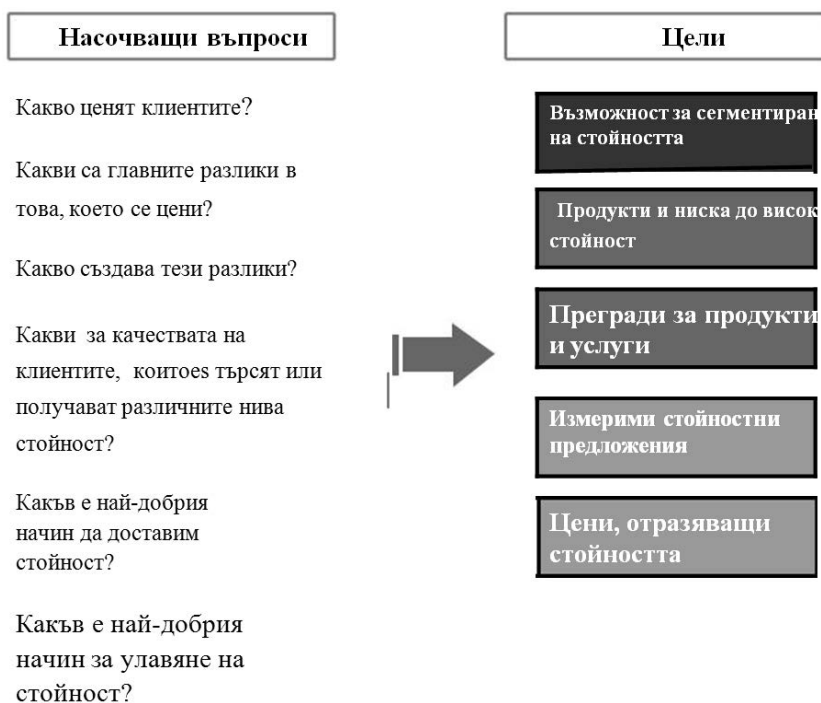 Насочващи въпроси
Какво ценят клиентите?
Какви са главните разлики в
това, което се цени?
Какво създава тези разлики?
Какви за качествата на
клиентите, коитоes търсят или
получават различните нива
стойност?
Какъв е най-добрия
начин да доставим
стойност?
Какъв е най-добрия
начин за улавяне на
стойност?
Цели
Възможност за сегментиран
на стойността
Продукти и ниска до висок
стойност
Прегради за продукти
и услуги
Измерими стойностни
предложения
Цени, отразяващи
стойността